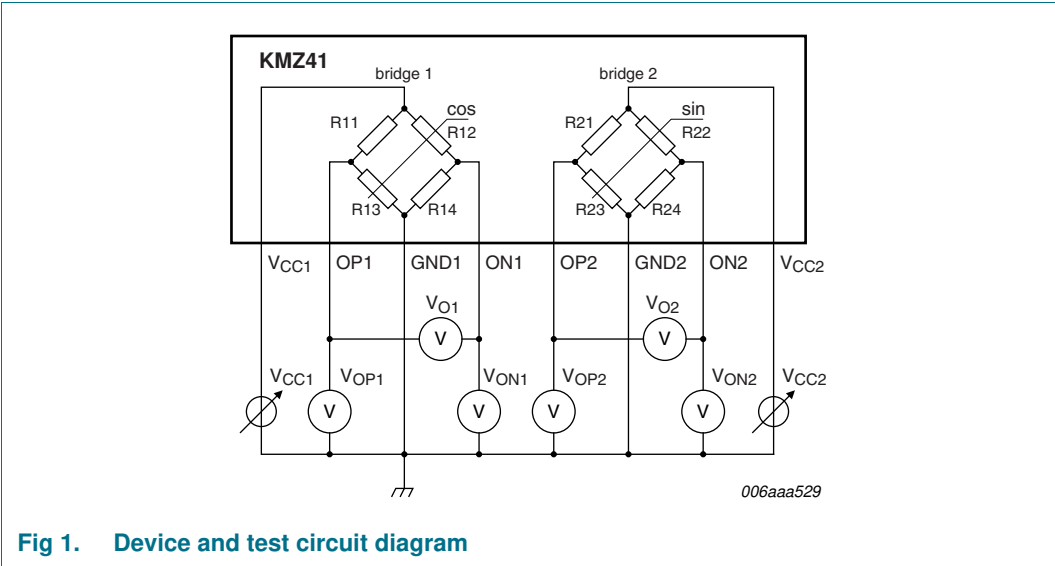 KMZ41
bridge 1 bridge 2
cos sin
R11 R12 R21 R22
R13 R14 R23 R24
VCC1 OP1 GND1 ON1 OP2 GND2 ON2 VCC2
VO1 VO2
V V
VCC1 VOP1 VON1 VOP2 VON2 VCC2
V V V V
006aaa529
Fig 1. Device and test circuit diagram